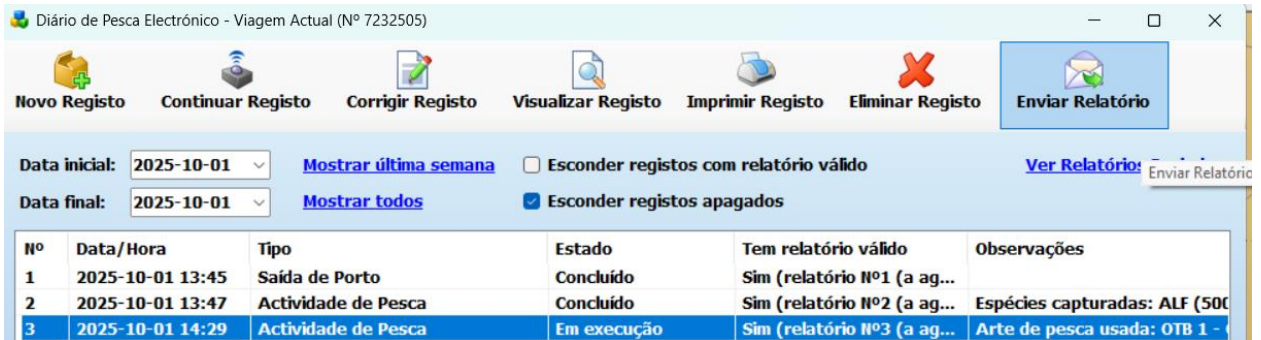 Diário de Pesca Electrónico - Viagem Actual (Nº 7232505)
Novo Registo Continuar Registo Corrigir Registo Visualizar Registo Imprimir Registo Eliminar Registo Enviar Relatório
Data inicial: 2025-10-01 Mostrar última semana Esconder registos com relatório válido Ver Relatórios
Enviar Relatório
Data final: 2025-10-01 Mostrar todos Esconder registos apagados
Nº Data/Hora Tipo Estado Tem relatório válido Observações
1 2025-10-01 13:45 Saída de Porto Concluído Sim (relatório Nº1 (a ag...
2 2025-10-01 13:47 Actividade de Pesca Concluído Sim (relatório Nº2 (a ag... Espécies capturadas: ALF (500
3 2025-10-01 14:29 Actividade de Pesca Em execução Sim (relatório Nº3 (a ag... Arte de pesca usada: OTB 1 -